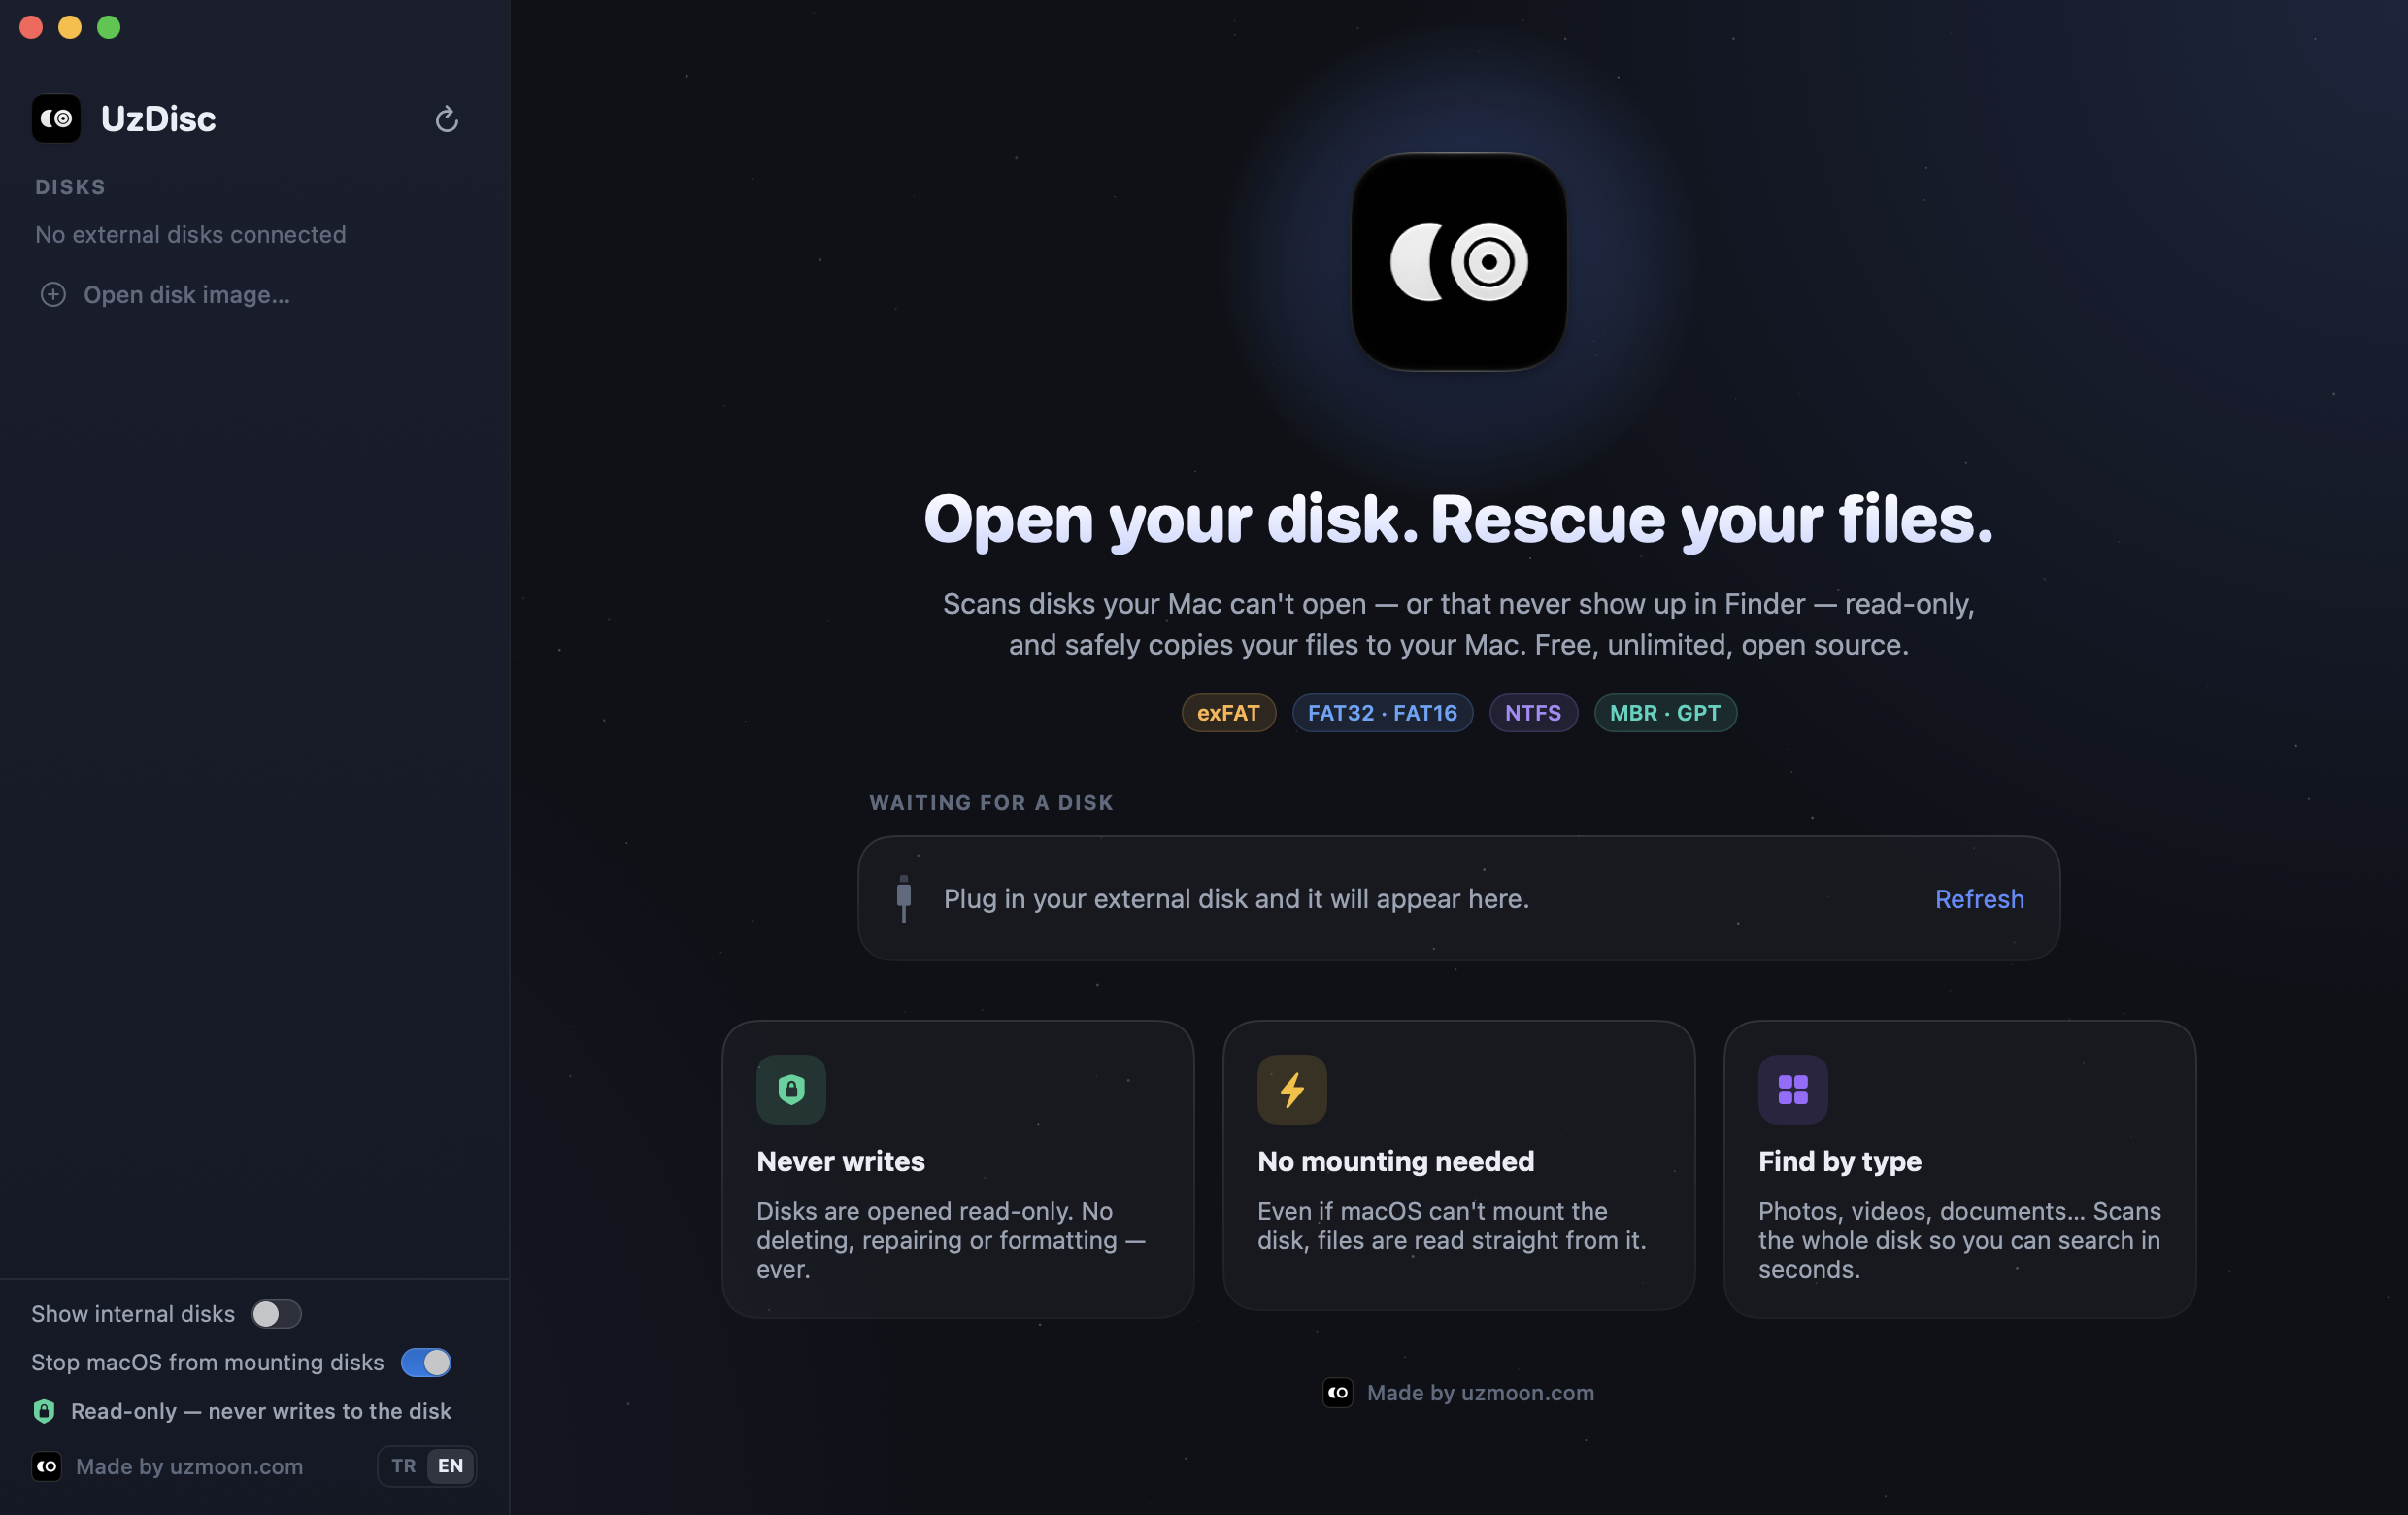 UzDisc
DISKS
No external disks connected
Open disk image...
Show internal disks
Stop macOS from mounting disks
Read-only — never writes to the disk
Made by uzmoon.com
TR EN
Open your disk. Rescue your files.
Scans disks your Mac can't open — or that never show up in Finder — read-only,
and safely copies your files to your Mac. Free, unlimited, open source.
exFAT FAT32 · FAT16 NTFS MBR · GPT
WAITING FOR A DISK
Plug in your external disk and it will appear here. Refresh
Never writes
Disks are opened read-only. No
deleting, repairing or formatting —
ever.
No mounting needed
Even if macOS can't mount the
disk, files are read straight from it.
Find by type
Photos, videos, documents... Scans
the whole disk so you can search in
seconds.
Made by uzmoon.com